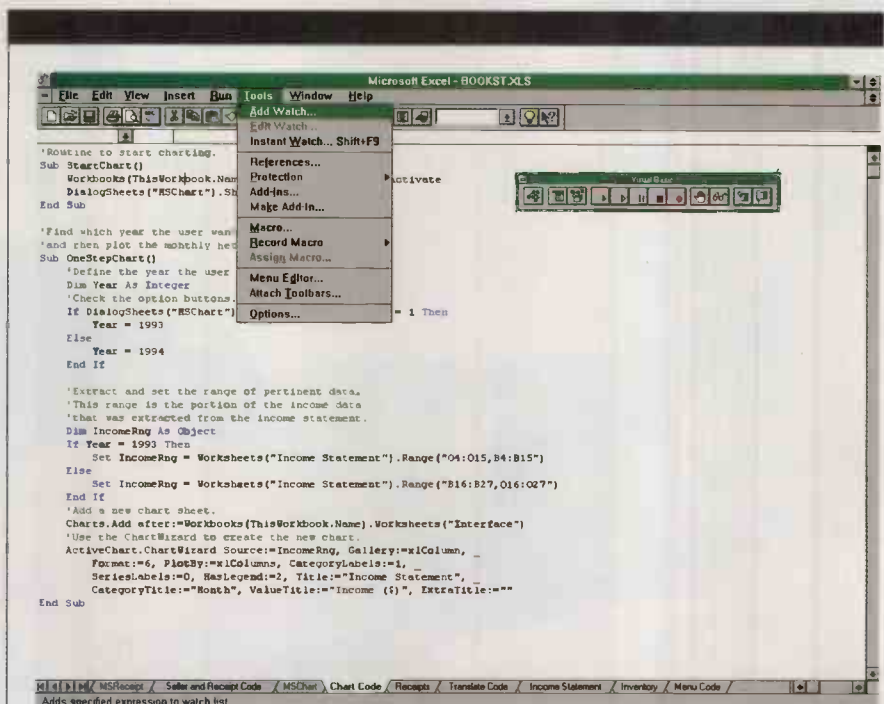 Microsoft Excel - BOOKST.XLS
File Edit View Insert Run Tools Window Help
Add Watch...
Edit Watch...
Instant Watch... Shift+F9
References...
Protection
Add-Ins...
Make Add-In...
Macro...
Record Macro
Assign Macro...
Menu Editor...
Attach Toolbars...
Options...
Visual Basic
'Routine to start charting.
Sub StartChart()
Workbooks(ThisWorkbook.Nam ctivate
DialogSheets("MSChart").Sh
End Sub
'Find which year the user wan
'and then plot the monthly net
Sub OneStepChart()
'Define the year the user
Dim Year As Integer
'Check the option buttons.
If DialogSheets("MSChart") = 1 Then
Year = 1993
Else
Year = 1994
End If
'Extract and set the range of pertinent data.
'This range is the portion of the income data
'that was extracted from the income statement.
Dim IncomeRng As Object
If Year = 1993 Then
Set IncomeRng = Worksheets("Income Statement").Range("O4:O15,B4:B15")
Else
Set IncomeRng = Worksheets("Income Statement").Range("B16:B27,O16:O27")
End If
'Add a new chart sheet.
Charts.Add after:=Workbooks(ThisWorkbook.Name).Worksheets("Interface")
'Use the ChartWizard to create the new chart.
ActiveChart.ChartWizard Source:=IncomeRng, Gallery:=xlColumn, _
Format:=6, PlotBy:=xlColumns, CategoryLabels:=1, _
SeriesLabels:=0, HasLegend:=2, Title:="Income Statement", _
CategoryTitle:="Month", ValueTitle:="Income ($)", ExtraTitle:=""
End Sub
MSReceipt / Seller and Receipt Code / MSChart / Chart Code / Receipts / Translate Code / Income Statement / Inventory / Menu Code /
Adds specified expression to watch list